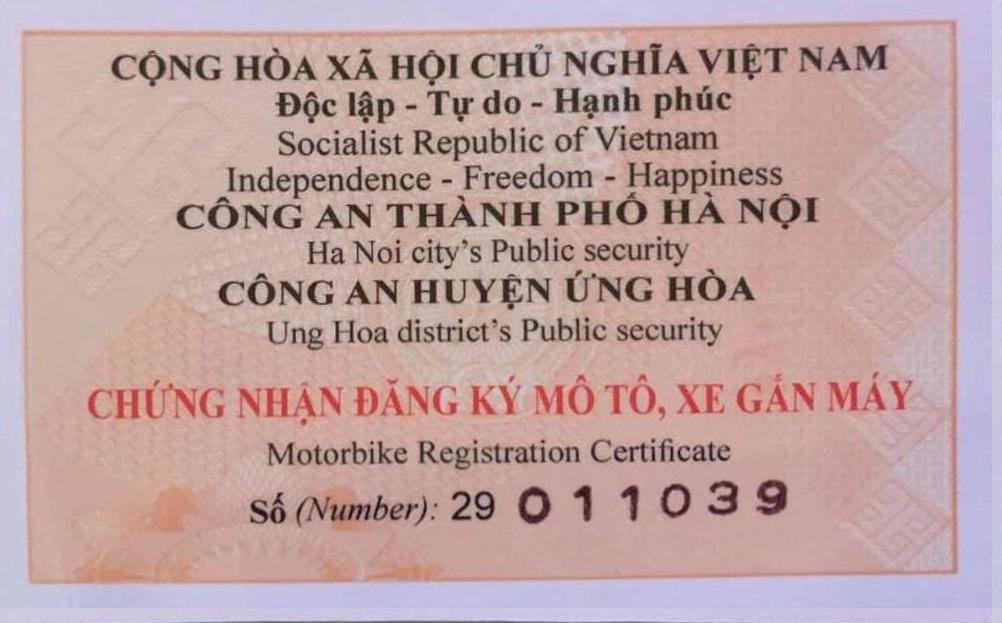 CỘNG HÒA XÃ HỘI CHỦ NGHĨA VIỆT NAM
Độc lập - Tự do - Hạnh phúc
Socialist Republic of Vietnam
Independence - Freedom - Happiness
CÔNG AN THÀNH PHỐ HÀ NỘI
Ha Noi city's Public security
CÔNG AN HUYỆN ỨNG HÒA
Ung Hoa district's Public security
CHỨNG NHẬN ĐĂNG KÝ MÔ TÔ, XE GẮN MÁY
Motorbike Registration Certificate
Số (Number): 29 011039